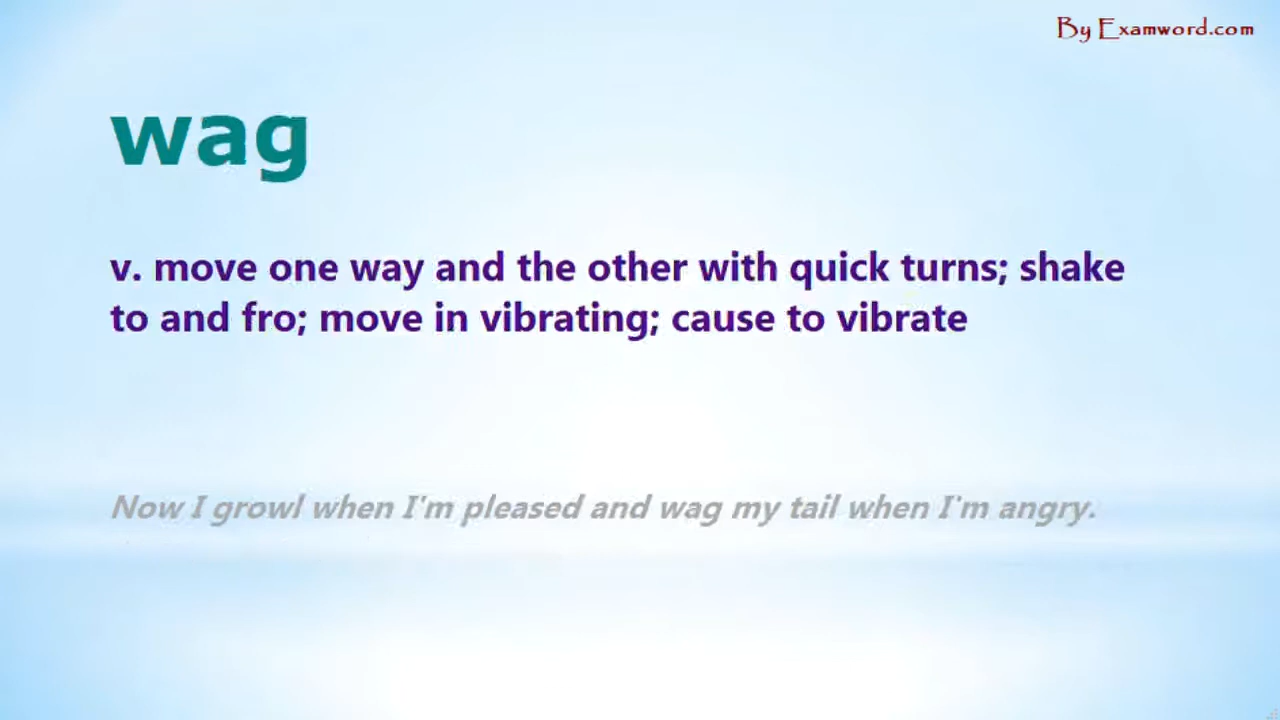 By Examword.com
wag
v. move one way and the other with quick turns; shake
to and fro; move in vibrating; cause to vibrate
Now I growl when I'm pleased and wag my tail when I'm angry.